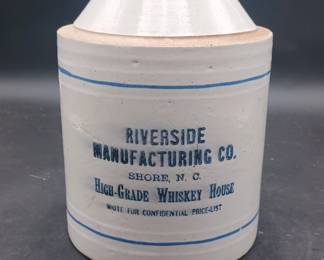 RIVERSIDE
MANUFACTURING CO.
SHORE, N. C.
HIGH-GRADE WHISKEY HOUSE
WRITE FOR CONFIDENTIAL PRICE-LIST